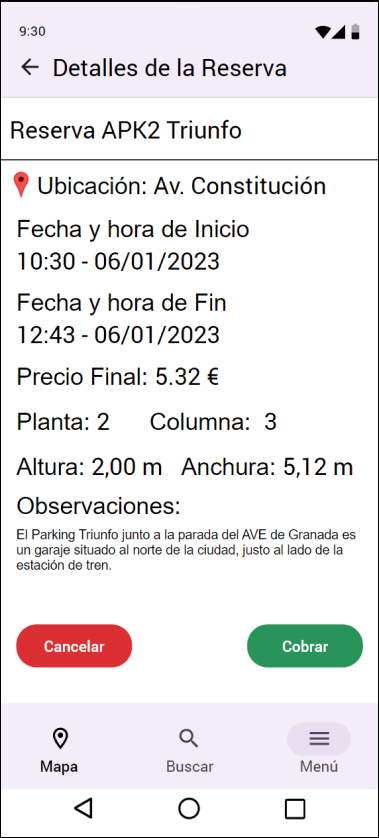 9:30
Detalles de la Reserva
Reserva APK2 Triunfo
Ubicación: Av. Constitución
Fecha y hora de Inicio
10:30 - 06/01/2023
Fecha y hora de Fin
12:43 - 06/01/2023
Precio Final: 5.32 €
Planta: 2 Columna: 3
Altura: 2,00 m Anchura: 5,12 m
Observaciones:
El Parking Triunfo junto a la parada del AVE de Granada es
un garaje situado al norte de la ciudad, justo al lado de la
estación de tren.
Cancelar Cobrar
Mapa Buscar Menú